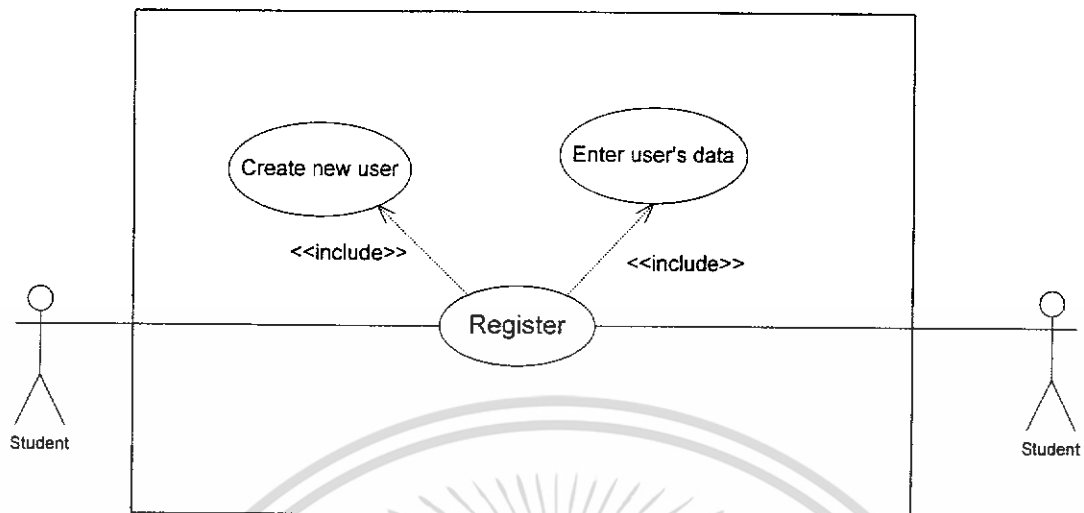 Create new user
Enter user's data
<<include>>
<<include>>
Register
Student
Student